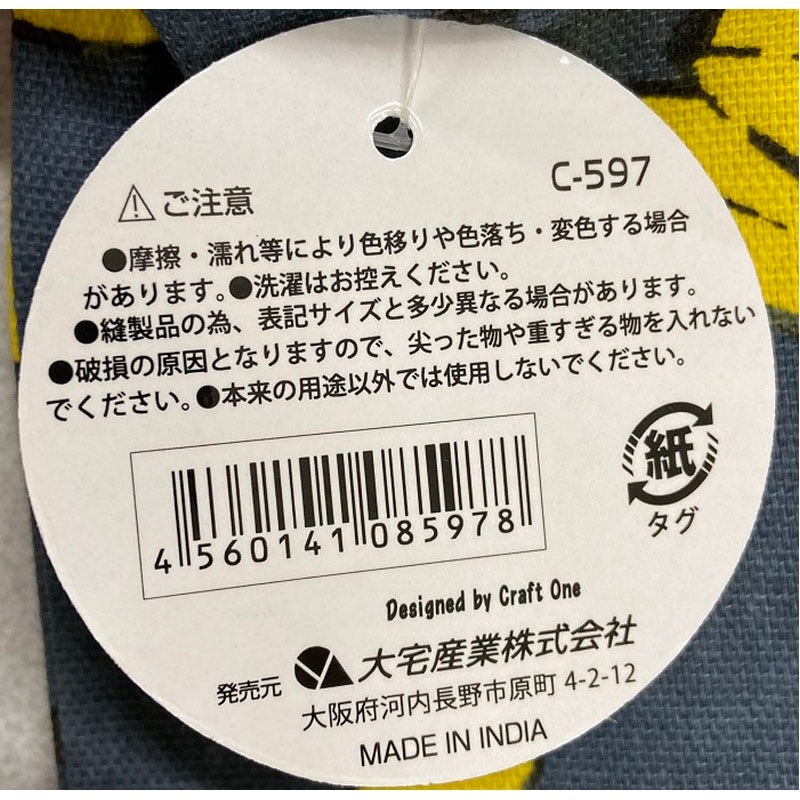 C-597
⚠ご注意
●摩擦・濡れ等により色移りや色落ち・変色する場合
があります。●洗濯はお控えください。
●縫製品の為、表記サイズと多少異なる場合があります。
●破損の原因となりますので、尖った物や重すぎる物を入れない
でください。●本来の用途以外では使用しないでください。
紙
タグ
4560141085978
Designed by Craft One
発売元 大宅産業株式会社
大阪府河内長野市原町 4-2-12
MADE IN INDIA